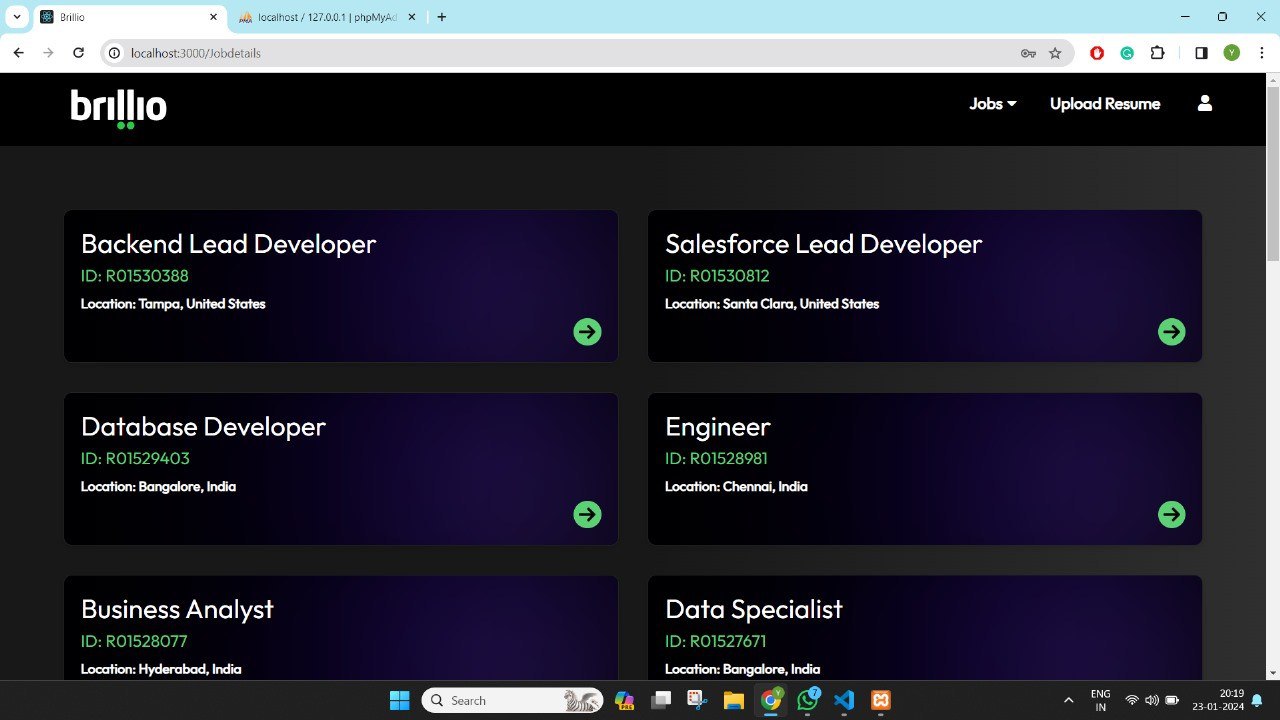 Brillio
localhost / 127.0.0.1 | phpMyAd
localhost:3000/Jobdetails
Y
brillio
Jobs
Upload Resume
Backend Lead Developer
ID: R01530388
Location: Tampa, United States
Salesforce Lead Developer
ID: R01530812
Location: Santa Clara, United States
Database Developer
ID: R01529403
Location: Bangalore, India
Engineer
ID: R01528981
Location: Chennai, India
Business Analyst
ID: R01528077
Location: Hyderabad, India
Data Specialist
ID: R01527671
Location: Bangalore, India
Search
ENG
IN
20:19
23-01-2024